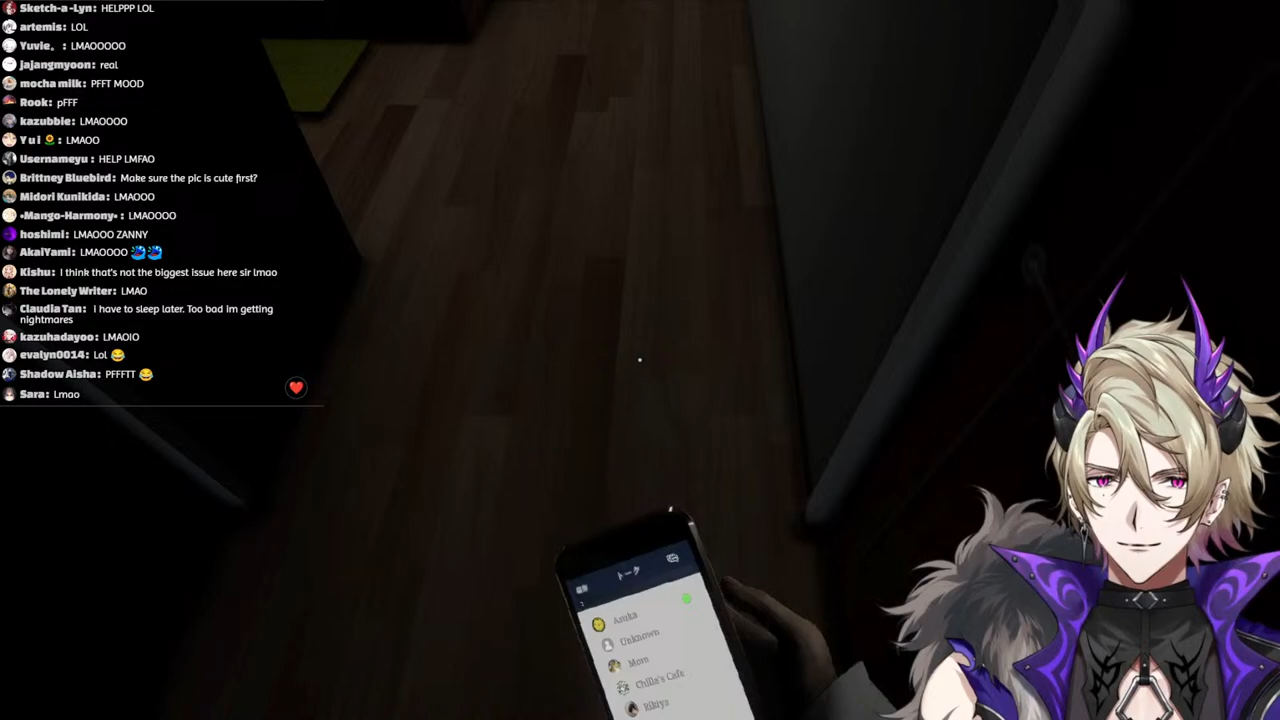 Sketch-a-Lyn: HELPPP LOL
artemis: LOL
Yuvie。: LMAOOOOO
jajangmyoon: real
mocha milk: PFFT MOOD
Rook: pFFF
kazubbie: LMAOOOO
Y u i 🌻: LMAOO
Usernameyu: HELP LMFAO
Brittney Bluebird: Make sure the pic is cute first?
Midori Kunikida: LMAOOO
•Mango-Harmony•: LMAOOOO
hoshimi: LMAOOO ZANNY
AkaiYami: LMAOOOO
Kishu: I think that's not the biggest issue here sir lmao
The Lonely Writer: LMAO
Claudia Tan: I have to sleep later. Too bad Im getting
nightmares
kazuhadayoo: LMAOIO
evalyn0014: Lol 😂
Shadow Aisha: PFFFTT 😂
Sara: Lmao
トーク
Asuka
Unknown
Mom
Chilla's Cafe
Rikiya